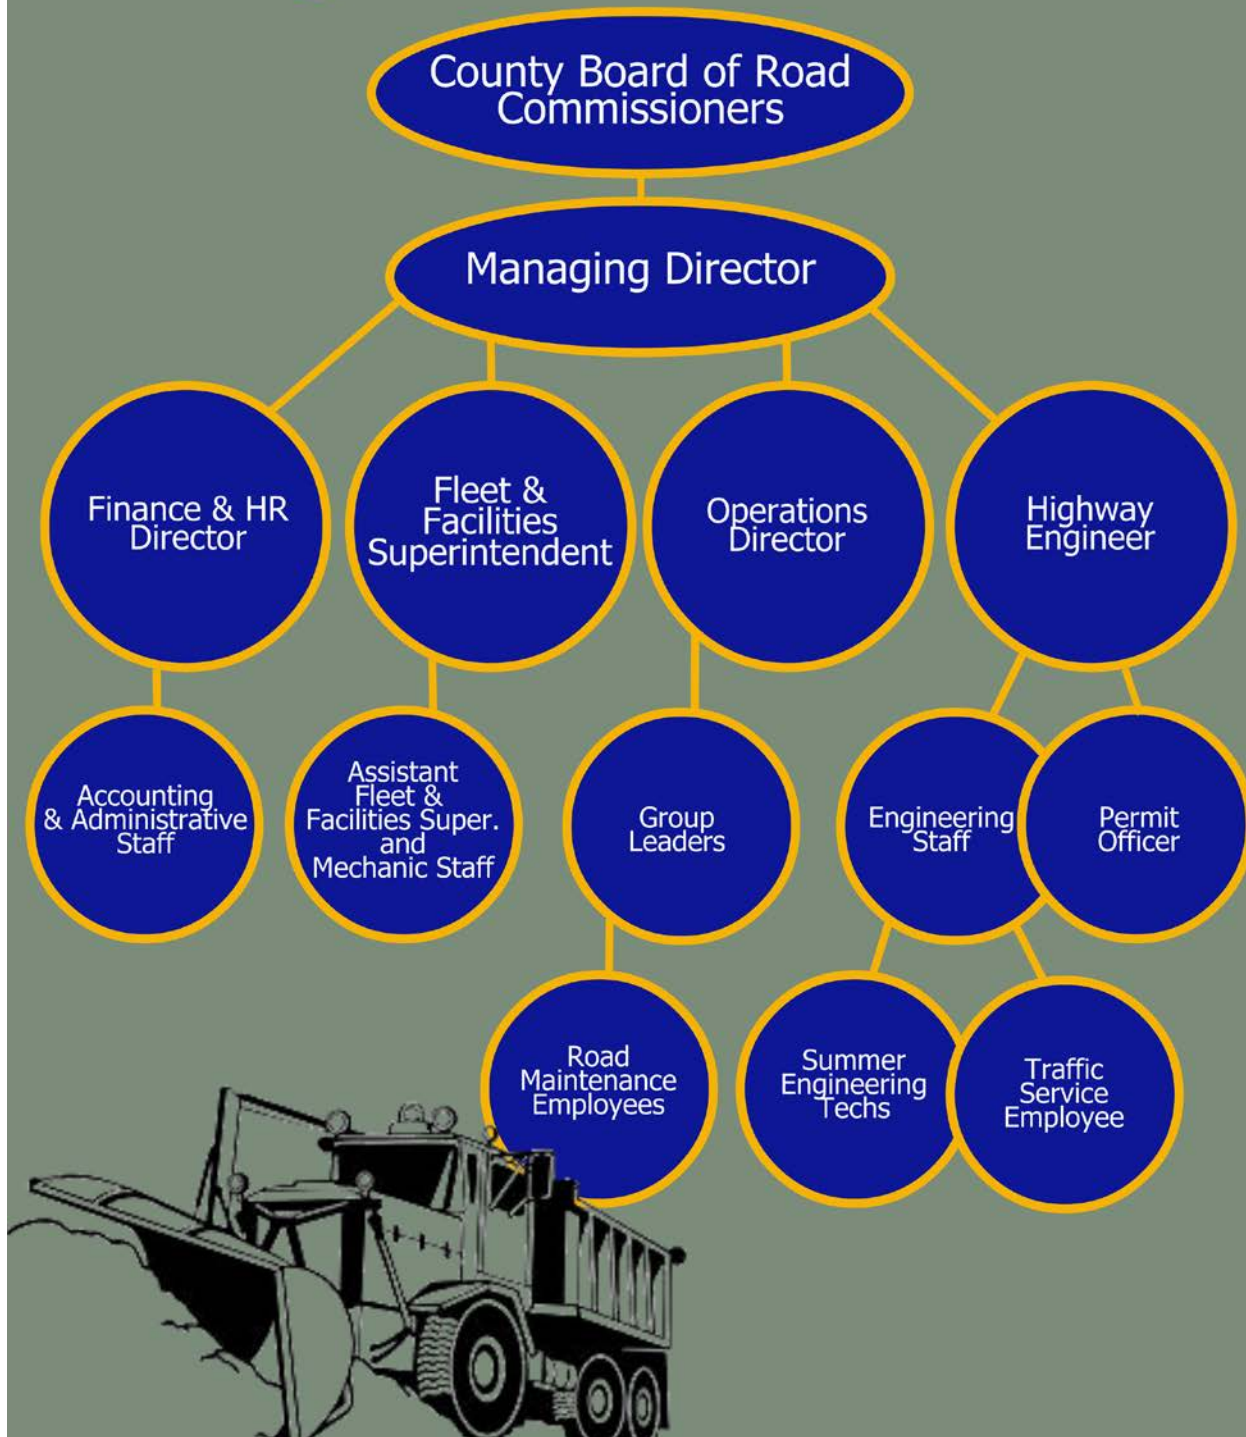 County Board of Road
Commissioners
Managing Director
Finance & HR
Director
Fleet &
Facilities
Superintendent
Operations
Director
Highway
Engineer
Accounting
& Administrative
Staff
Assistant
Fleet &
Facilities Super.
and
Mechanic Staff
Group
Leaders
Engineering
Staff
Permit
Officer
Road
Maintenance
Employees
Summer
Engineering
Techs
Traffic
Service
Employee